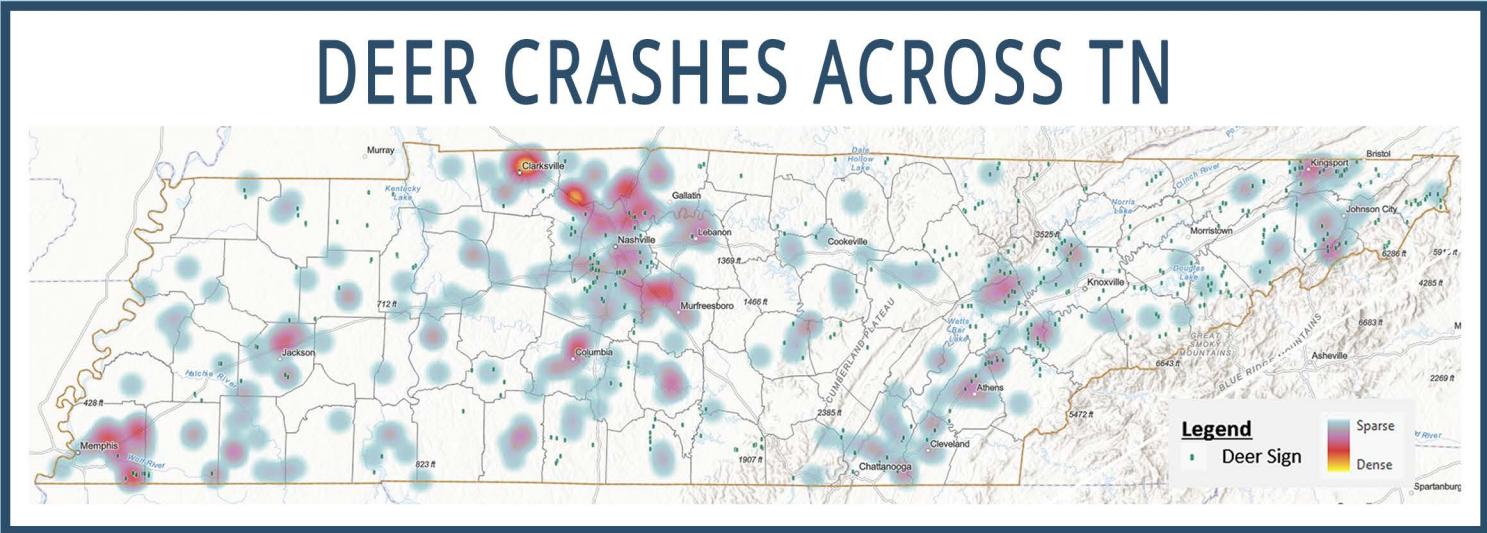 DEER CRASHES ACROSS TN
Murray
Clarksville
Dale
Hollow
Lake
Kingsport
Bristol
Clinch River
Kentucky
Lake
Gallatin
Norris
Lake
Johnson City
Nashville
Lebanon
Cookeville
3525 ft
Morristown
1369 ft
6286 ft
Douglas
Lake
Knoxville
4285 ft
712 ft
1466 ft
Murfreesboro
Watts
Bar
Lake
CUMBERLAND PLATEAU
6683 ft
GREAT
SMOKY
MOUNTAINS
Jackson
Columbia
6643 ft
BLUE RIDGE MOUNTAINS
Asheville
Hatchie River
2269 ft
Athens
428 ft
2385 ft
5472 ft
Memphis
Wolf River
Cleveland
823 ft
1907 ft
Chattanooga
Legend
Deer Sign
Sparse
Dense
River
Spartanburg